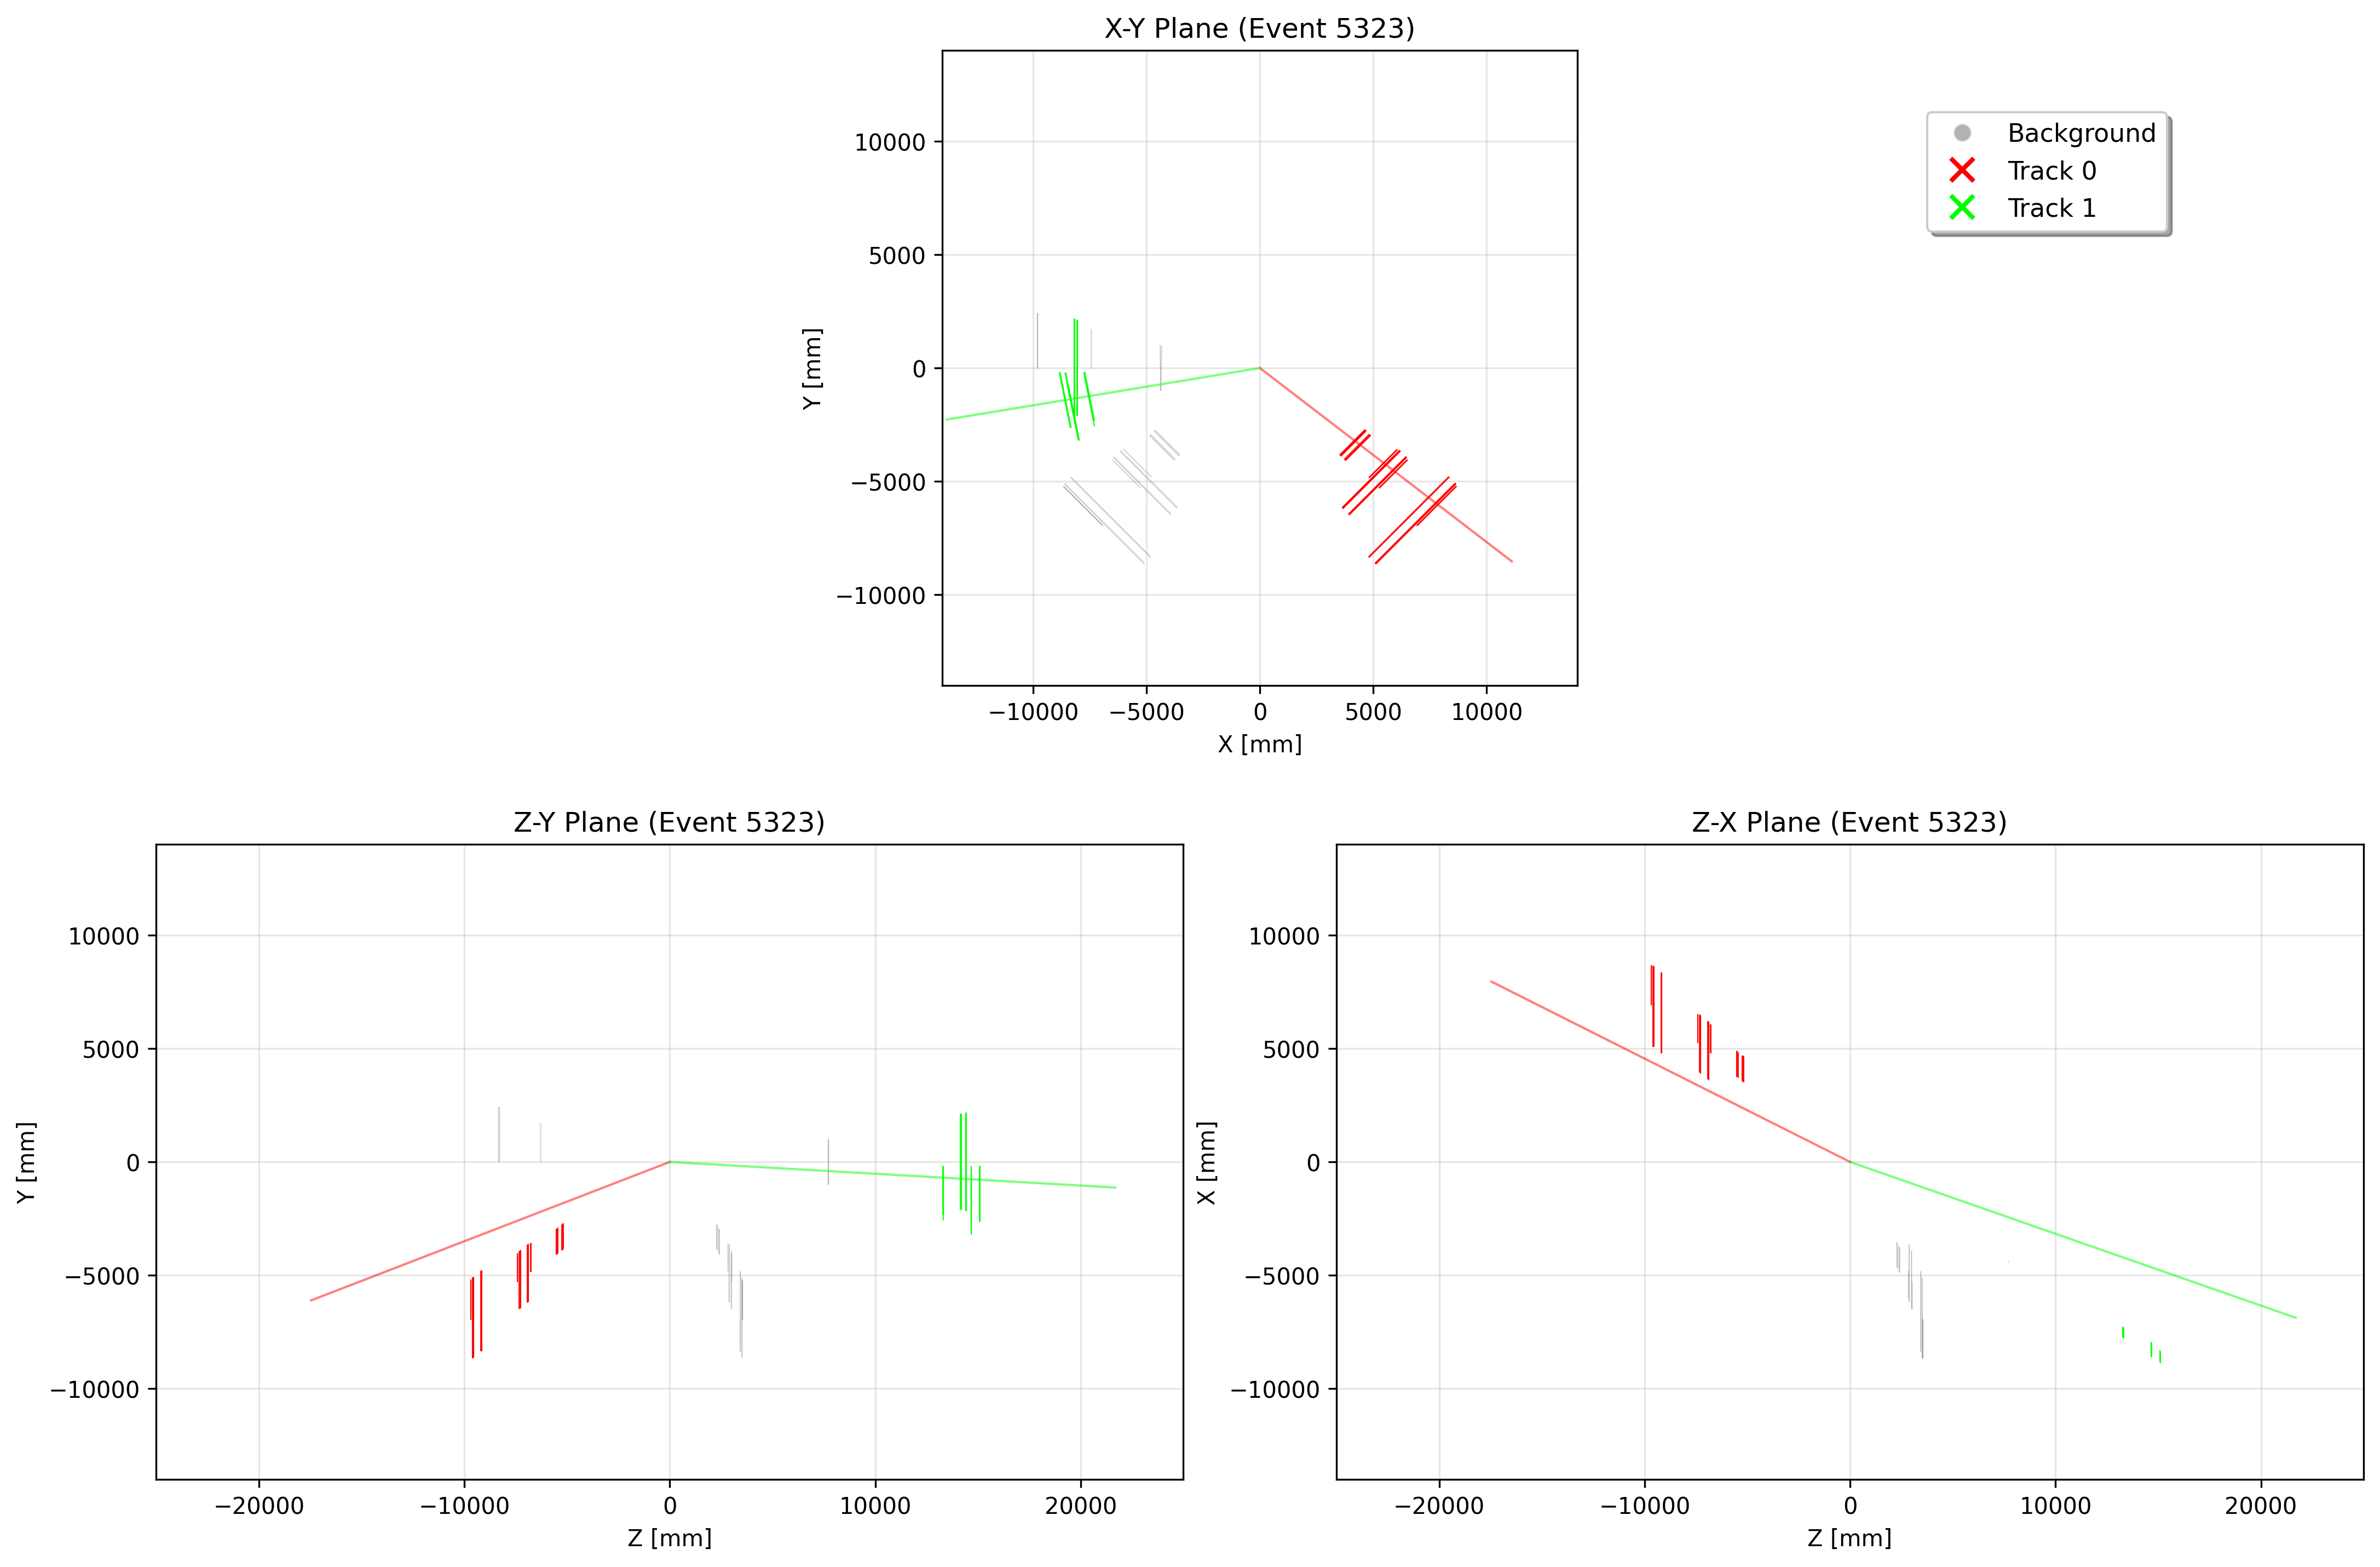 X-Y Plane (Event 5323)
10000
5000
0
−5000
−10000
Y [mm]
−10000 −5000 0 5000 10000
X [mm]
Background
Track 0
Track 1
Z-Y Plane (Event 5323)
10000
5000
0
−5000
−10000
Y [mm]
−20000 −10000 0 10000 20000
Z [mm]
Z-X Plane (Event 5323)
10000
5000
0
−5000
−10000
X [mm]
−20000 −10000 0 10000 20000
Z [mm]